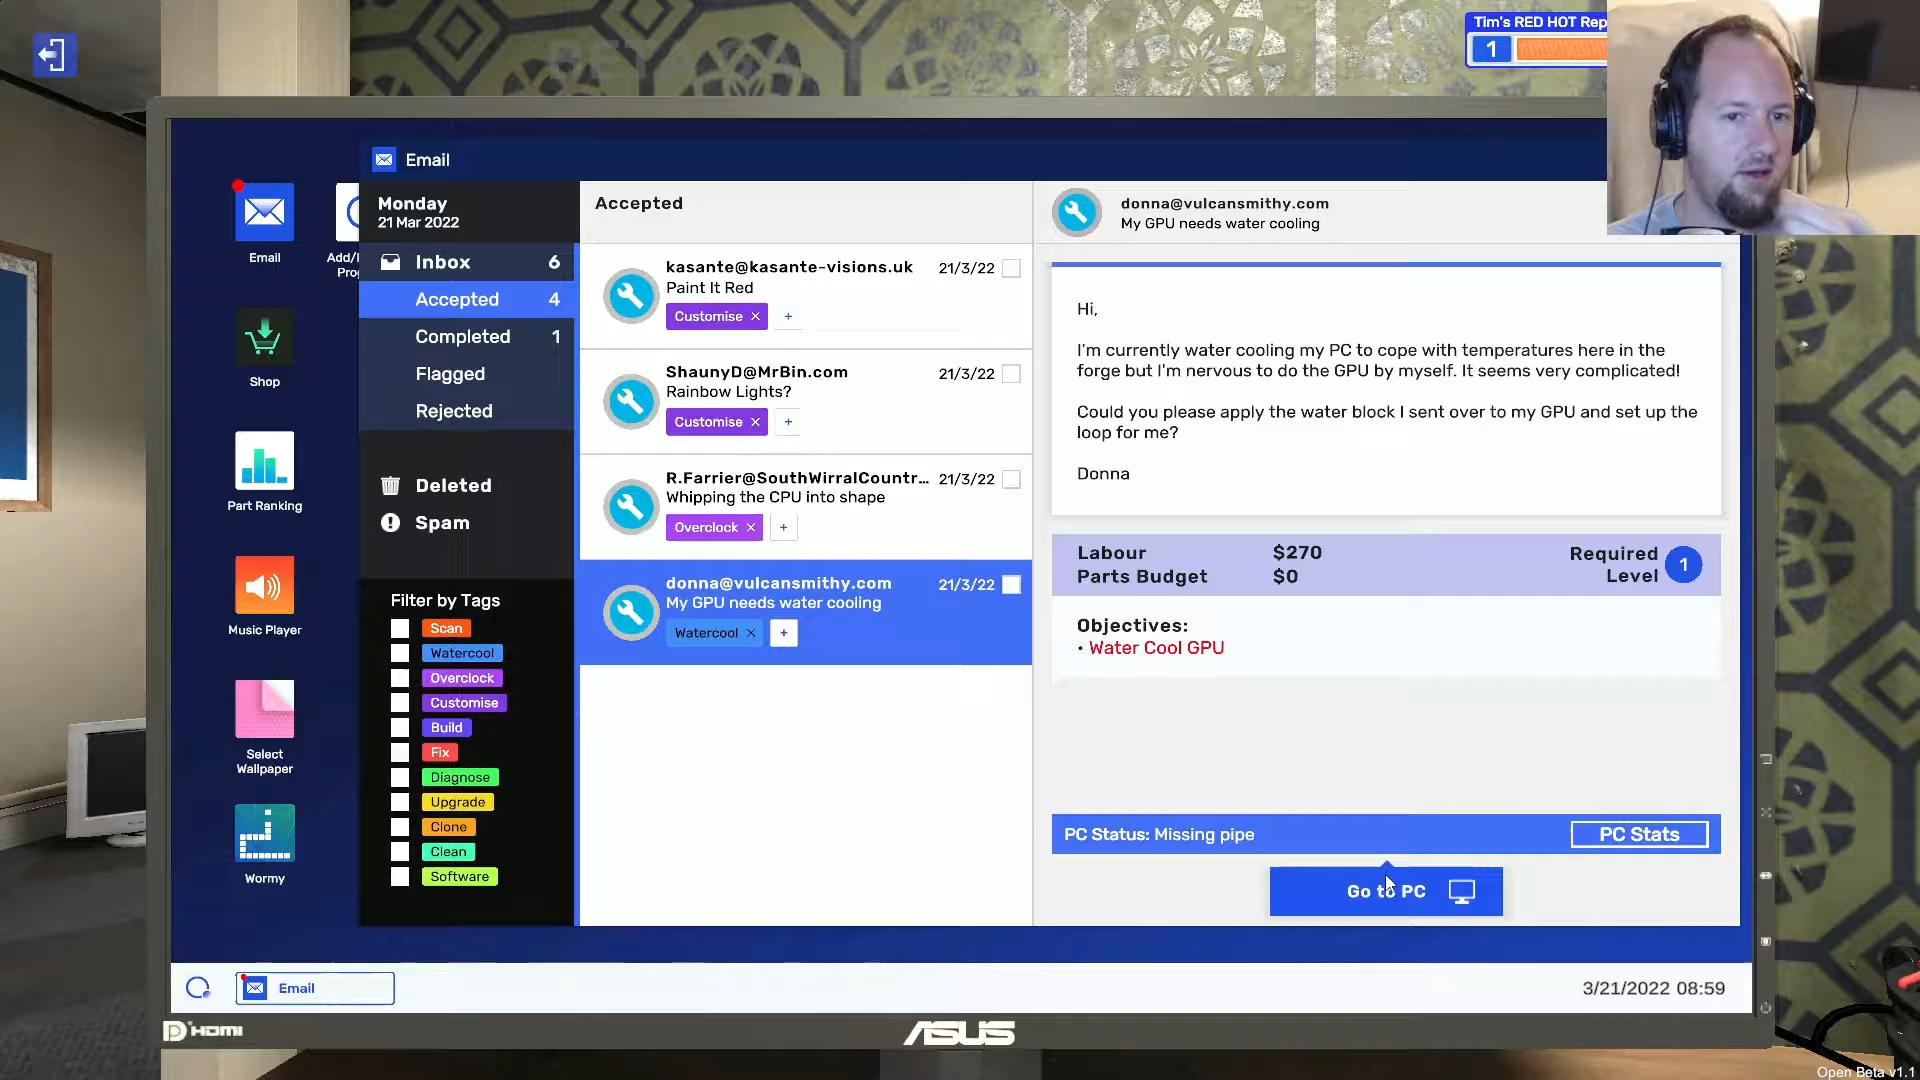 Tim's RED HOT Rep
1
Email
Monday
21 Mar 2022
Inbox 6
Accepted 4
Completed 1
Flagged
Rejected
Deleted
Spam
Filter by Tags
Scan
Watercool
Overclock
Customise
Build
Fix
Diagnose
Upgrade
Clone
Clean
Software
Email
Shop
Part Ranking
Music Player
Select
Wallpaper
Wormy
Accepted
kasante@kasante-visions.uk 21/3/22
Paint It Red
Customise × +
ShaunyD@MrBin.com 21/3/22
Rainbow Lights?
Customise × +
R.Farrier@SouthWirralCountr... 21/3/22
Whipping the CPU into shape
Overclock × +
donna@vulcansmithy.com 21/3/22
My GPU needs water cooling
Watercool × +
donna@vulcansmithy.com
My GPU needs water cooling
Hi,
I'm currently water cooling my PC to cope with temperatures here in the
forge but I'm nervous to do the GPU by myself. It seems very complicated!
Could you please apply the water block I sent over to my GPU and set up the
loop for me?
Donna
Labour $270
Parts Budget $0
Required
Level 1
Objectives:
• Water Cool GPU
PC Status: Missing pipe
PC Stats
Go to PC
Email
3/21/2022 08:59
HDMI
ASUS
Open Beta v1.1